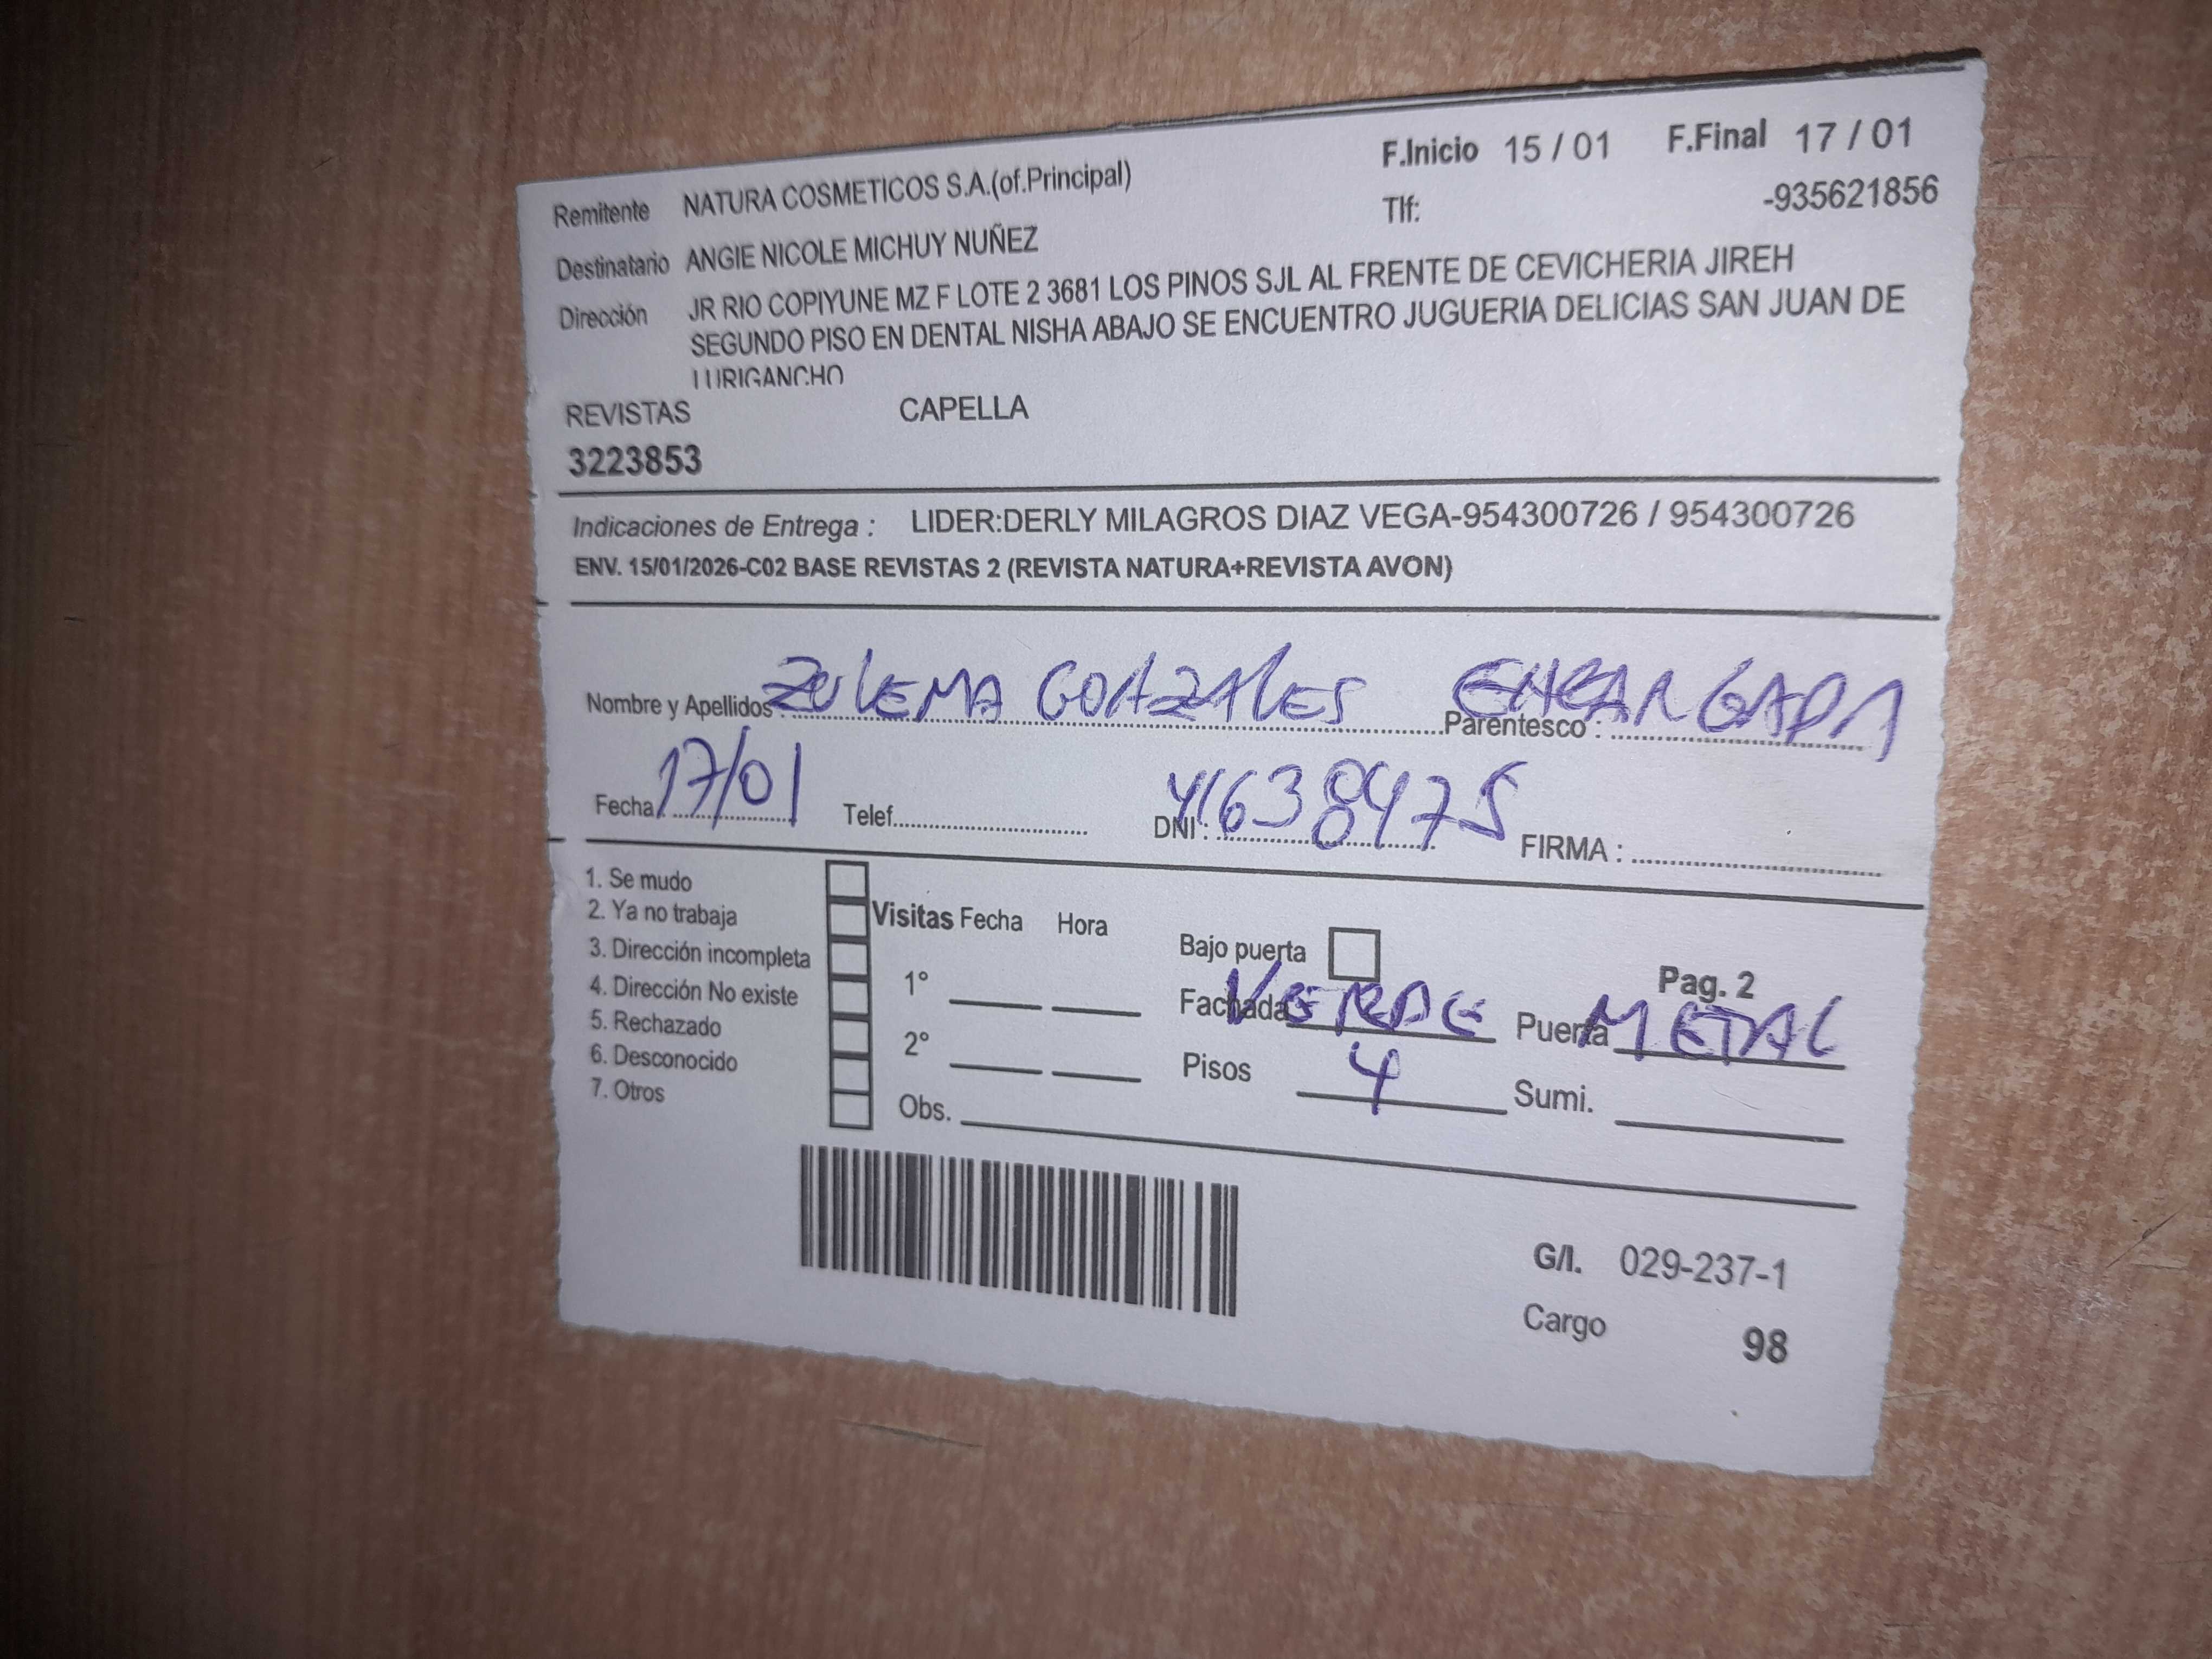 F.Inicio 15 / 01 F.Final 17 / 01
Remitente NATURA COSMETICOS S.A.(of.Principal)
Tlf: -935621856
Destinatario ANGIE NICOLE MICHUY NUÑEZ
Dirección JR RIO COPIYUNE MZ F LOTE 2 3681 LOS PINOS SJL AL FRENTE DE CEVICHERIA JIREH
SEGUNDO PISO EN DENTAL NISHA ABAJO SE ENCUENTRO JUGUERIA DELICIAS SAN JUAN DE
LURIGANCHO
REVISTAS CAPELLA
3223853
Indicaciones de Entrega : LIDER:DERLY MILAGROS DIAZ VEGA-954300726 / 954300726
ENV. 15/01/2026-C02 BASE REVISTAS 2 (REVISTA NATURA+REVISTA AVON)
Nombre y Apellidos : ZULEMA GONZALES Parentesco : ENCARGADA
Fecha 17/01 Telef. DNI : 41638475 FIRMA :
1. Se mudo
2. Ya no trabaja
3. Dirección incompleta
4. Dirección No existe
5. Rechazado
6. Desconocido
7. Otros
Visitas Fecha Hora
1°
2°
Obs.
Bajo puerta
Pag. 2
Fachada VERDE Puerta METAL
Pisos 4 Sumi.
G/I. 029-237-1
Cargo 98